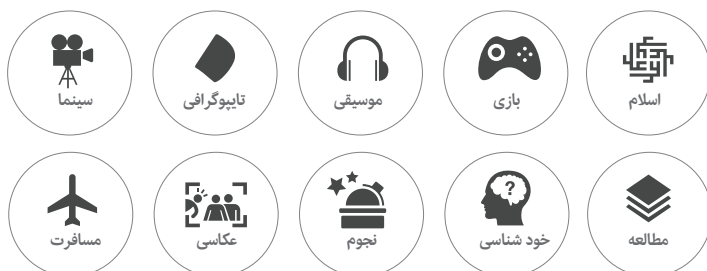 اسلام
بازی
موسیقی
تایپوگرافی
سینما
مطالعه
خود شناسی
نجوم
عکاسی
مسافرت